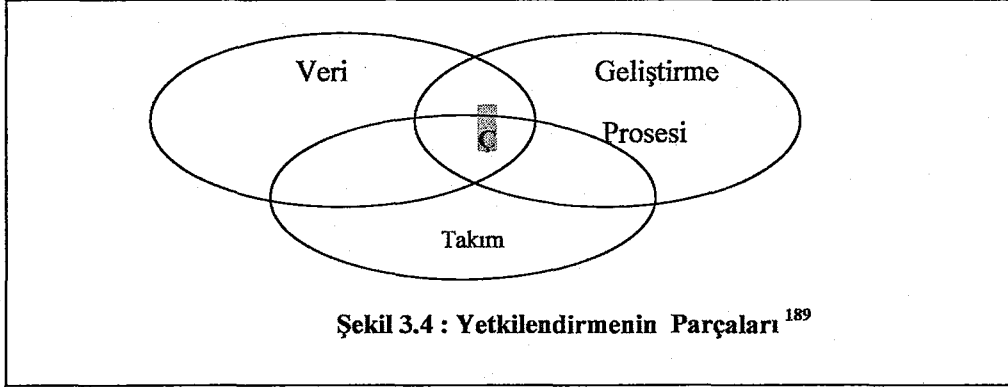 Veri
Geliştirme
Prosesi
Ç
Takım
Şekil 3.4 : Yetkilendirmenin Parçaları 189